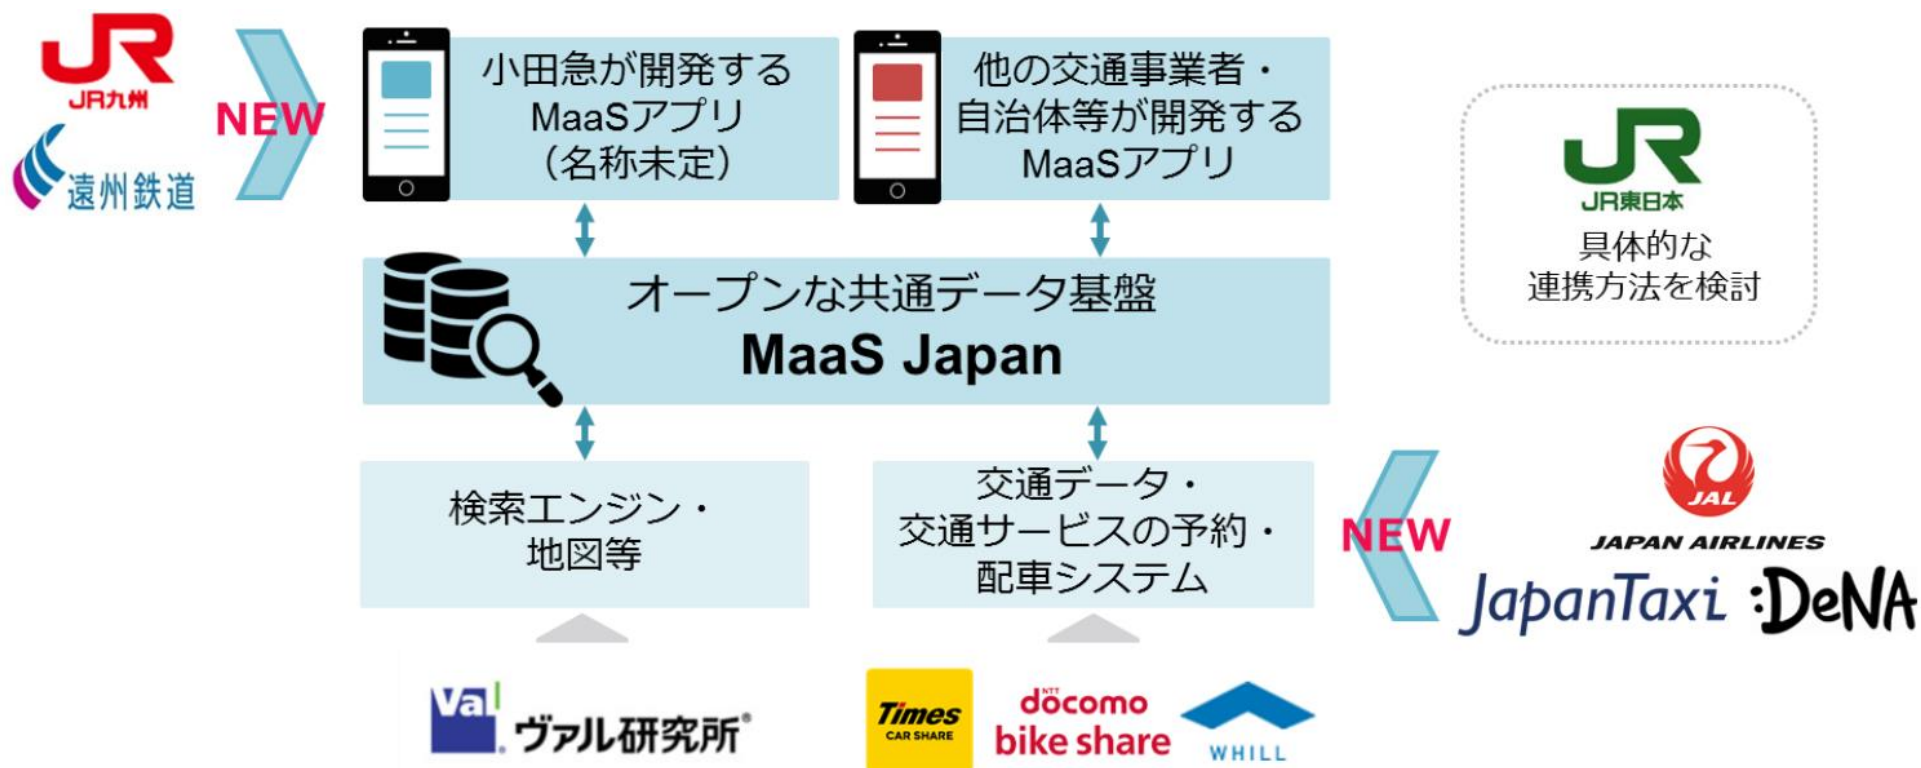 JR
JR九州
遠州鉄道
NEW
小田急が開発する
MaaSアプリ
（名称未定）
他の交通事業者・
自治体等が開発する
MaaSアプリ
JR
JR東日本
具体的な
連携方法を検討
オープンな共通データ基盤
MaaS Japan
検索エンジン・
地図等
交通データ・
交通サービスの予約・
配車システム
NEW
JAL
JAPAN AIRLINES
JapanTaxi
:DeNA
Val
ヴァル研究所®
Times
CAR SHARE
NTT
döcomo
bike share
WHILL